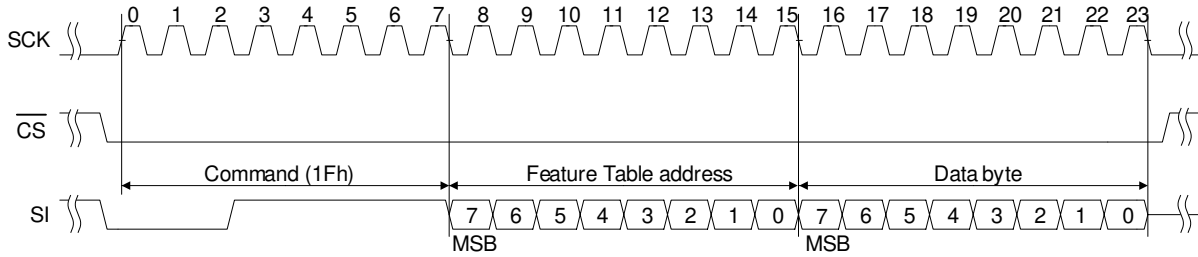 0 1 2 3 4 5 6 7 8 9 10 11 12 13 14 15 16 17 18 19 20 21 22 23
SCK
CS
Command (1Fh) Feature Table address Data byte
SI 7 6 5 4 3 2 1 0 7 6 5 4 3 2 1 0
MSB MSB